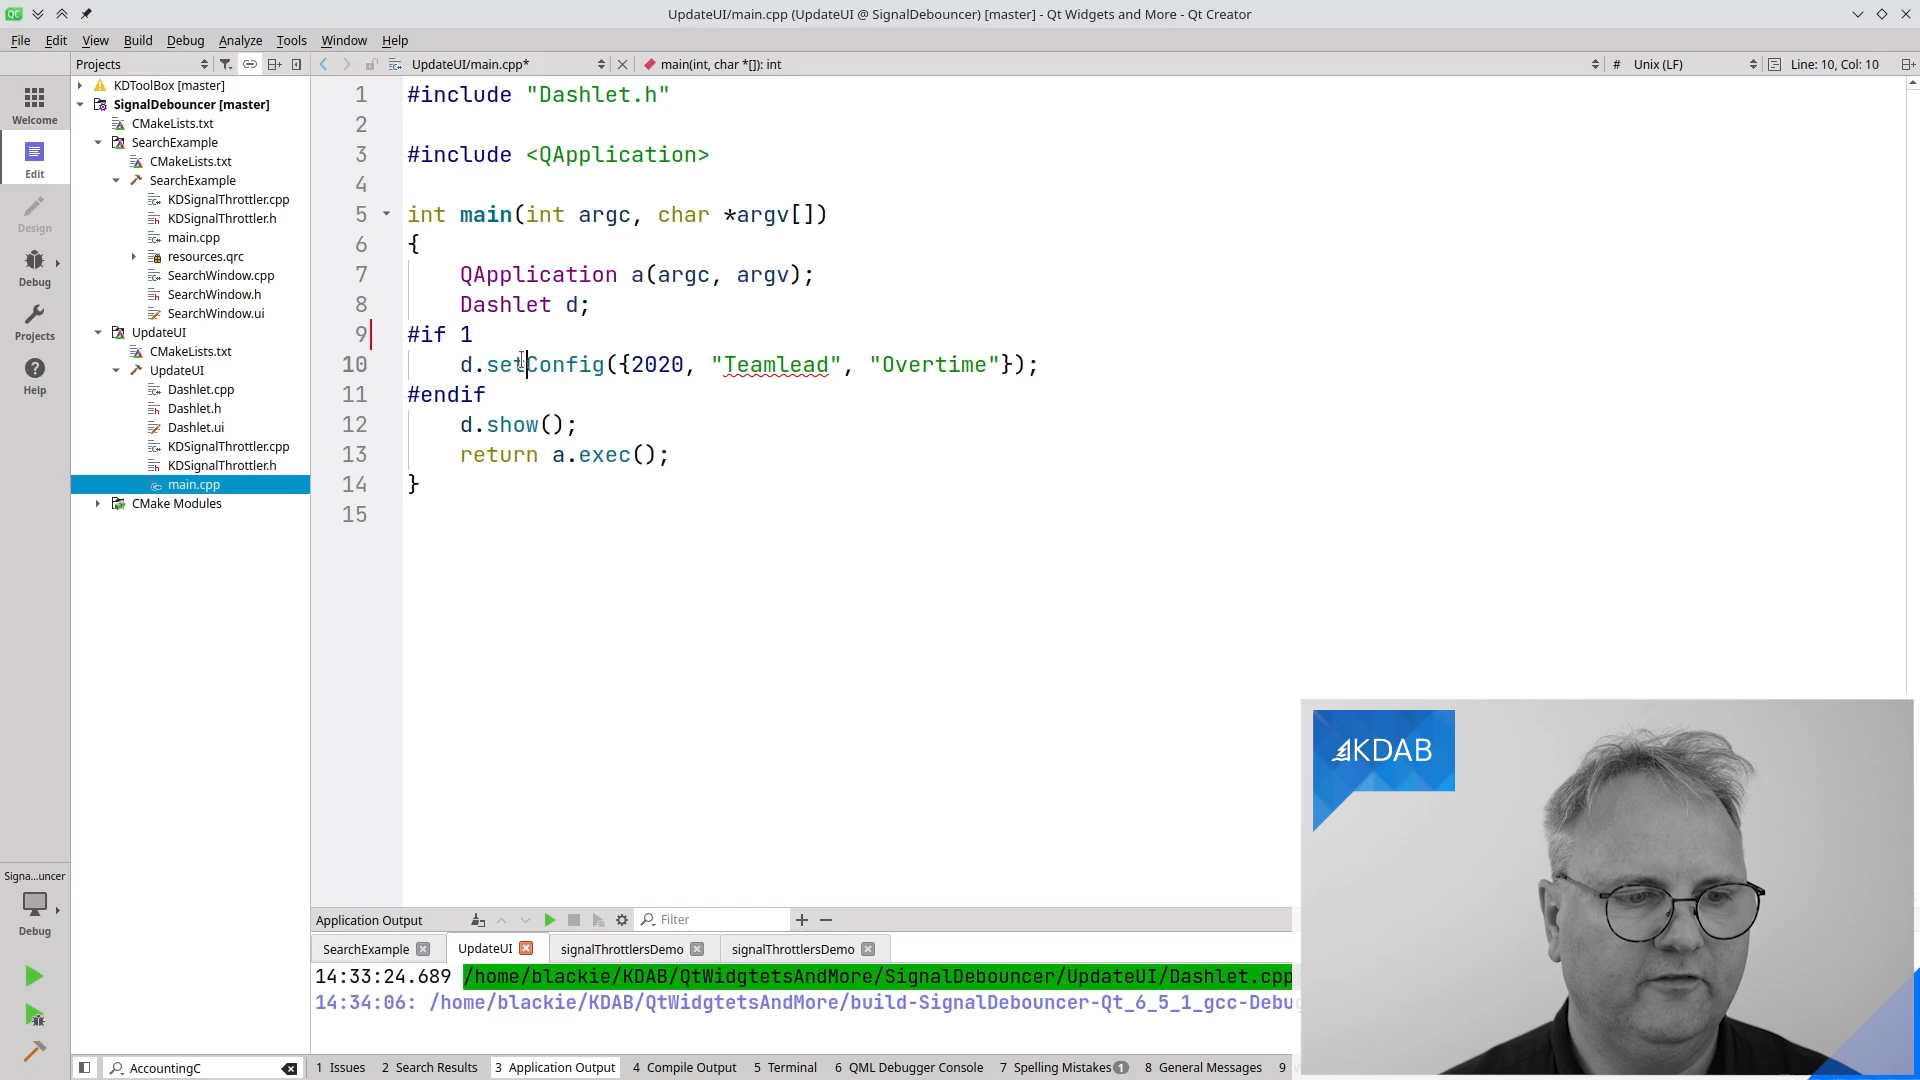 UpdateUI/main.cpp (UpdateUI @ SignalDebouncer) [master] - Qt Widgets and More - Qt Creator
File Edit View Build Debug Analyze Tools Window Help
Projects
UpdateUI/main.cpp*
main(int, char *[]): int
# Unix (LF)
Line: 10, Col: 10
Welcome
Edit
Design
Debug
Projects
Help
KDToolBox [master]
SignalDebouncer [master]
CMakeLists.txt
SearchExample
CMakeLists.txt
SearchExample
KDSignalThrottler.cpp
KDSignalThrottler.h
main.cpp
resources.qrc
SearchWindow.cpp
SearchWindow.h
SearchWindow.ui
UpdateUI
CMakeLists.txt
UpdateUI
Dashlet.cpp
Dashlet.h
Dashlet.ui
KDSignalThrottler.cpp
KDSignalThrottler.h
main.cpp
CMake Modules
1 #include "Dashlet.h"
2
3 #include <QApplication>
4
5 int main(int argc, char *argv[])
6 {
7 QApplication a(argc, argv);
8 Dashlet d;
9 #if 1
10 d.setConfig({2020, "Teamlead", "Overtime"});
11 #endif
12 d.show();
13 return a.exec();
14 }
15
KDAB
Signa...uncer
Debug
Application Output
Filter
SearchExample UpdateUI signalThrottlersDemo signalThrottlersDemo
14:33:24.689 /home/blackie/KDAB/QtWidgtetsAndMore/SignalDebouncer/UpdateUI/Dashlet.cpp
14:34:06: /home/blackie/KDAB/QtWidgtetsAndMore/build-SignalDebouncer-Qt_6_5_1_gcc-Debug
AccountingC
1 Issues 2 Search Results 3 Application Output 4 Compile Output 5 Terminal 6 QML Debugger Console 7 Spelling Mistakes 1 8 General Messages 9